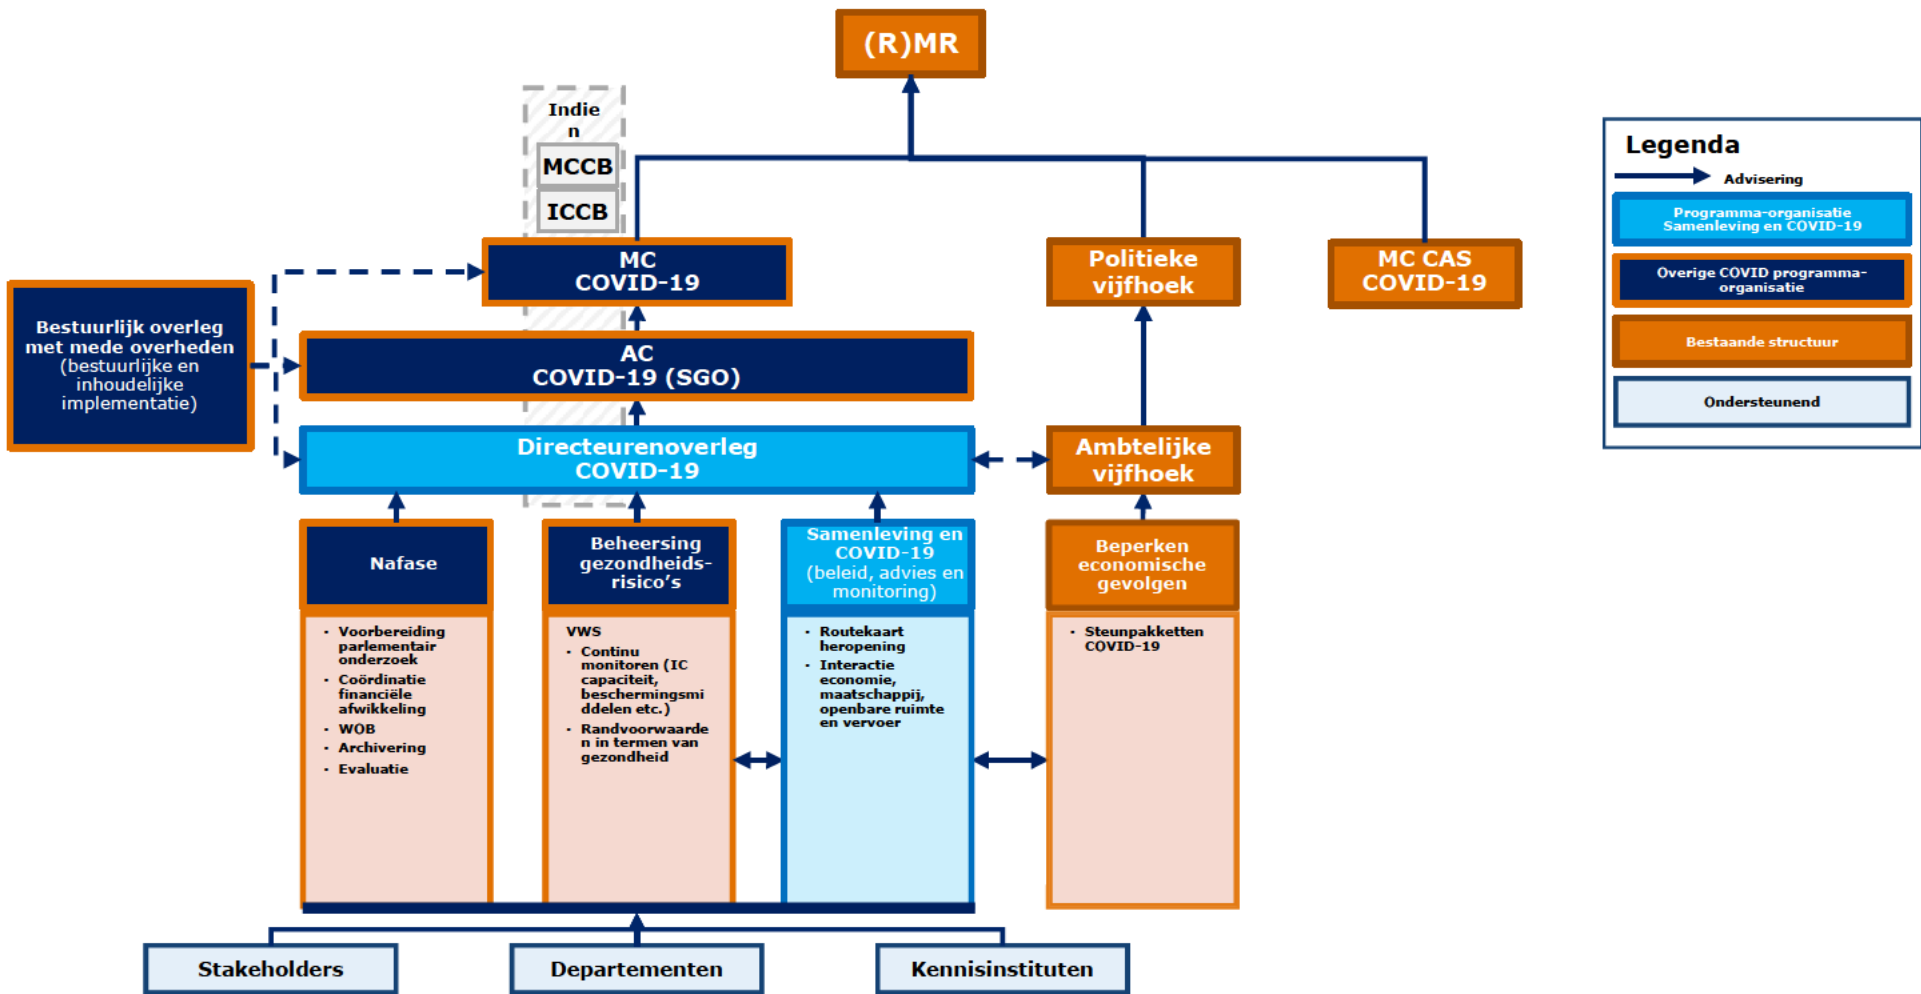 (R)MR
Indie
n
MCCB
ICCB
MC
COVID-19
Politieke
vijfhoek
MC CAS
COVID-19
Bestuurlijk overleg
met mede overheden
(bestuurlijke en
inhoudelijke
implementatie)
AC
COVID-19 (SGO)
Directeurenoverleg
COVID-19
Ambtelijke
vijfhoek
Nafase
Beheersing
gezondheids-
risico's
Samenleving en
COVID-19
(beleid, advies en
monitoring)
Beperken
economische
gevolgen
· Voorbereiding
parlementair
onderzoek
· Coördinatie
financiële
afwikkeling
· WOB
· Archivering
· Evaluatie
VWS
· Continu
monitoren (IC
capaciteit,
beschermingsmi
ddelen etc.)
· Randvoorwaarde
n in termen van
gezondheid
· Routekaart
heropening
· Interactie
economie,
maatschappij,
openbare ruimte
en vervoer
· Steunpakketten
COVID-19
Stakeholders
Departementen
Kennisinstituten
Legenda
Advisering
Programma-organisatie
Samenleving en COVID-19
Overige COVID programma-
organisatie
Bestaande structuur
Ondersteunend